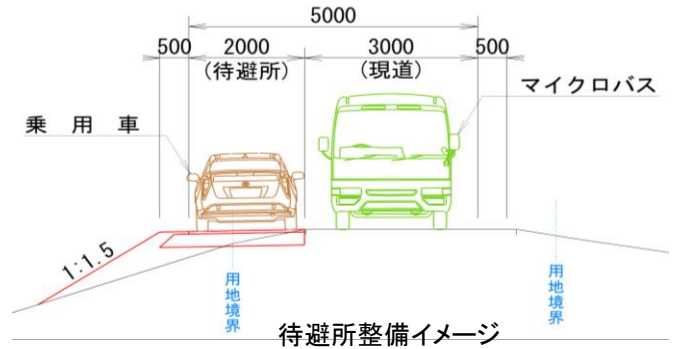 5000
500 2000 3000 500
(待避所) (現道)
マイクロバス
乗用車
1:1.5
用地境界
用地境界
待避所整備イメージ